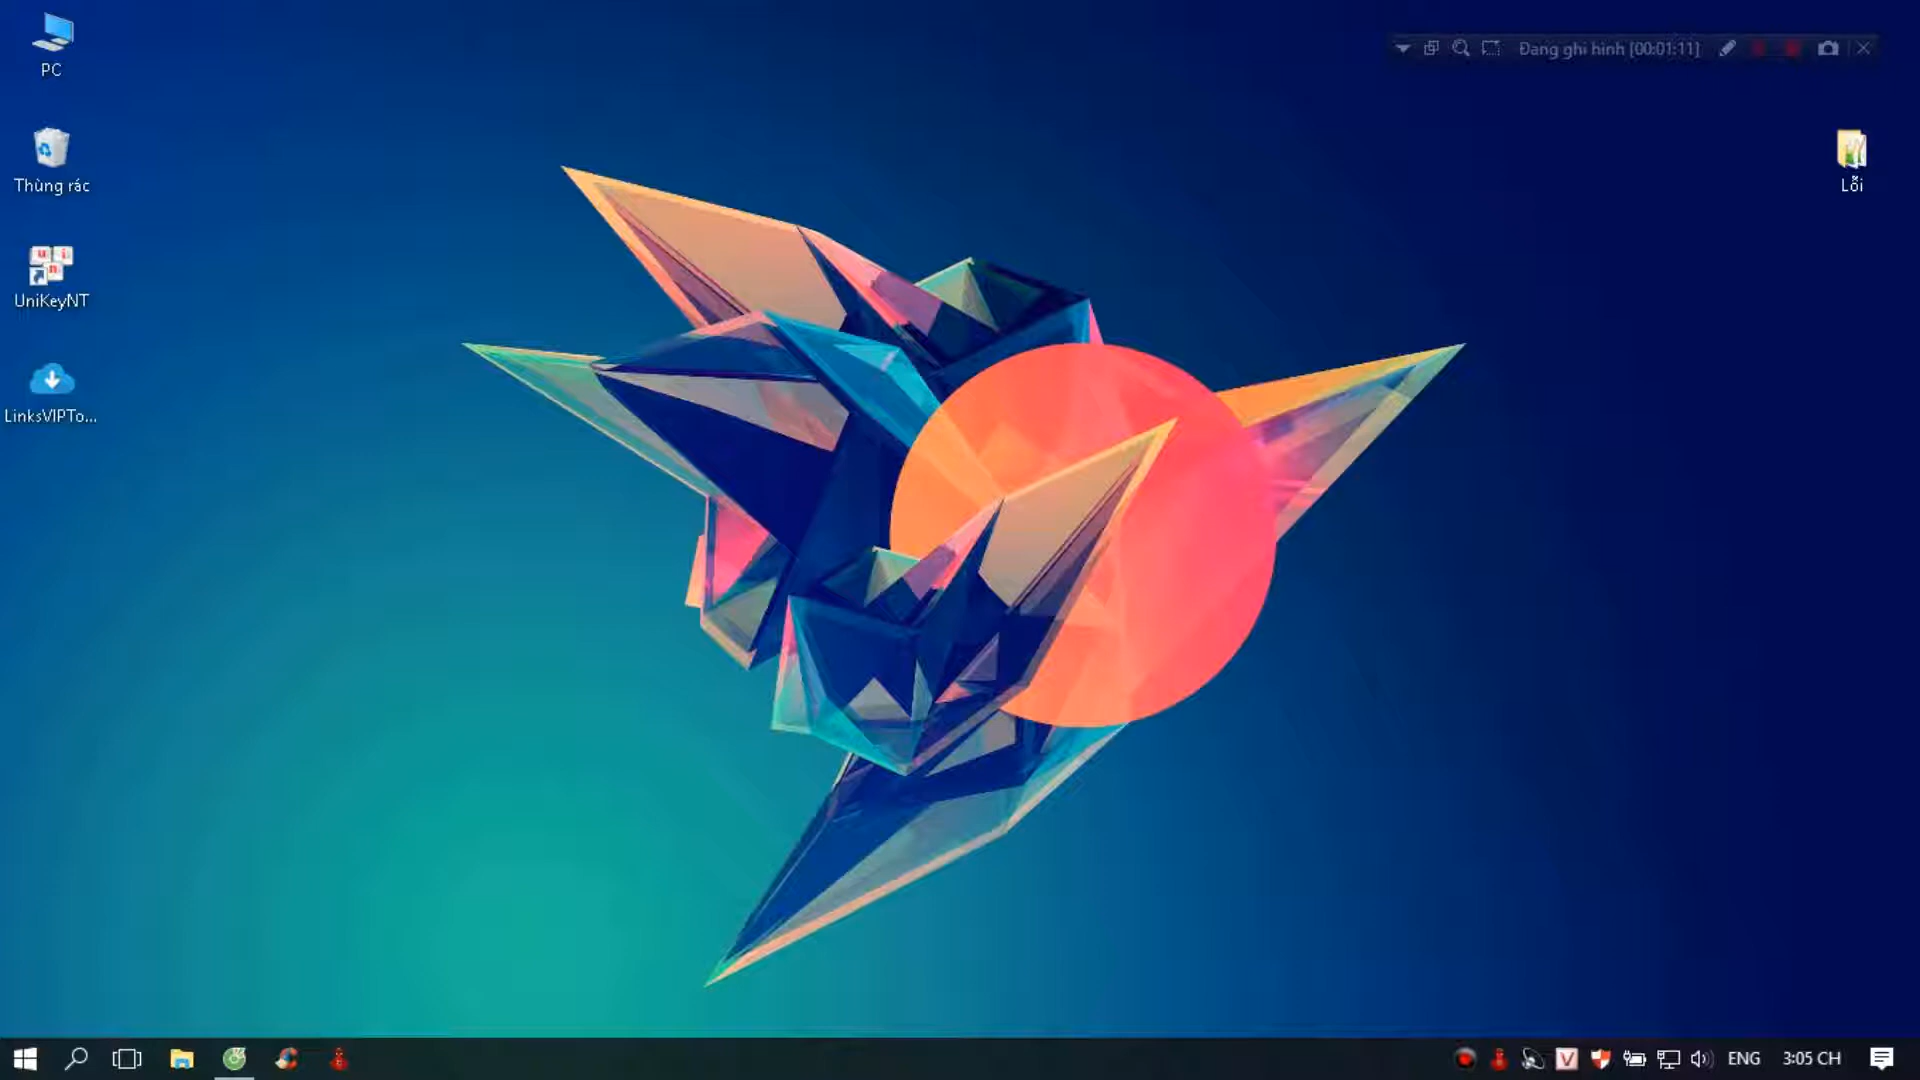 PC
Đang ghi hình [00:01:11]
Thùng rác
Lỗi
UniKeyNT
LinksVIPTo...
V
ENG
3:05 CH